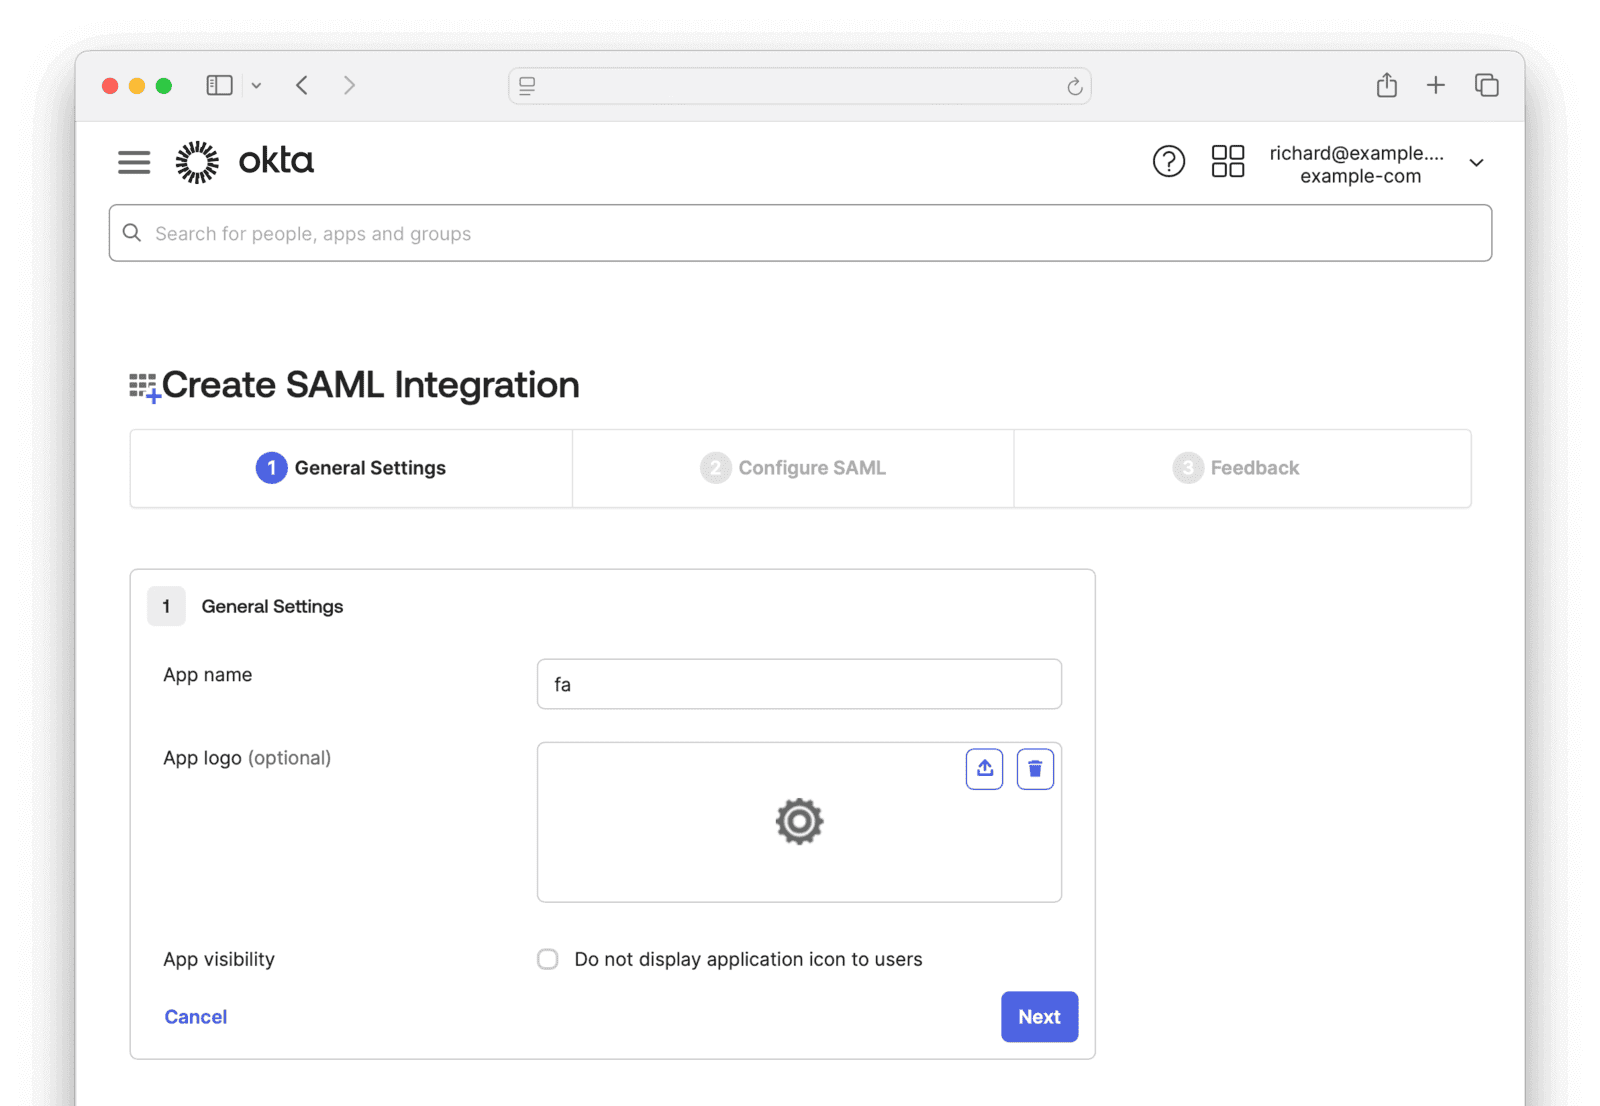 okta
richard@example....
example-com
Search for people, apps and groups
Create SAML Integration
1 General Settings
2 Configure SAML
3 Feedback
1 General Settings
App name
fa
App logo (optional)
App visibility
Do not display application icon to users
Cancel
Next